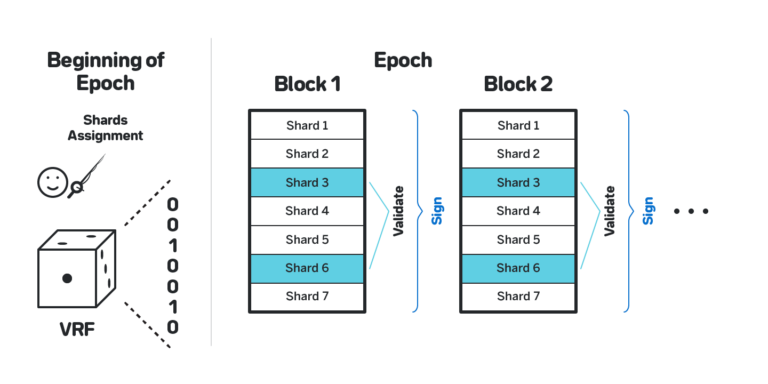 Beginning of
Epoch
Shards
Assignment
0
0
1
0
0
1
0
VRF
Epoch
Block 1
Shard 1
Shard 2
Shard 3
Shard 4
Shard 5
Shard 6
Shard 7
Validate
Sign
Block 2
Shard 1
Shard 2
Shard 3
Shard 4
Shard 5
Shard 6
Shard 7
Validate
Sign
• • •